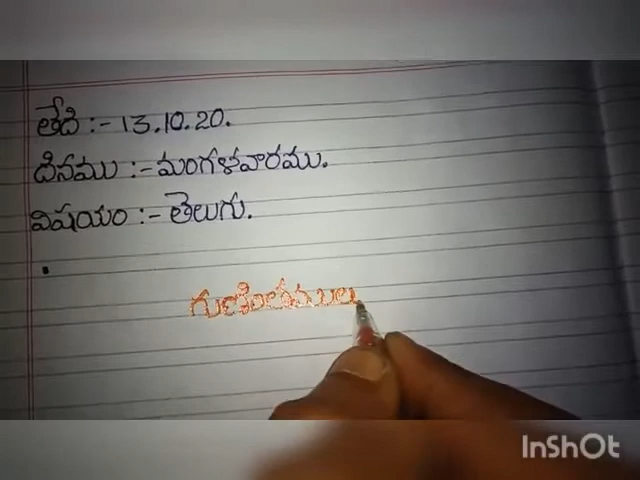 తేది :- 13.10.20.
దినము :- మంగళవారము.
విషయం :- తెలుగు.
గుణింతములు
InShOt